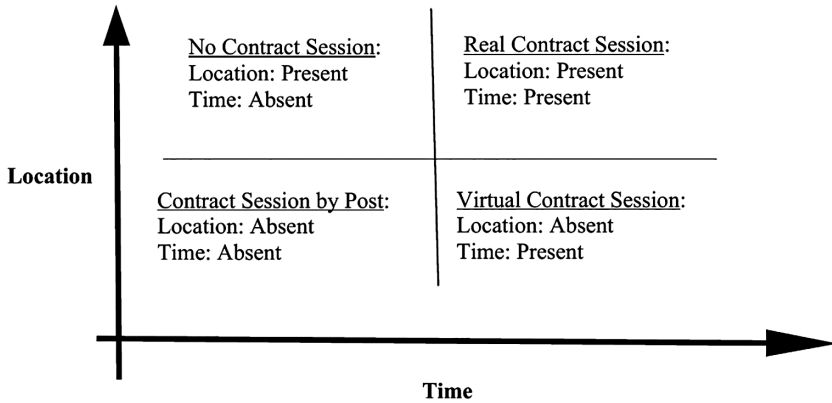 No Contract Session:
Location: Present
Time: Absent
Real Contract Session:
Location: Present
Time: Present
Location
Contract Session by Post:
Location: Absent
Time: Absent
Virtual Contract Session:
Location: Absent
Time: Present
Time